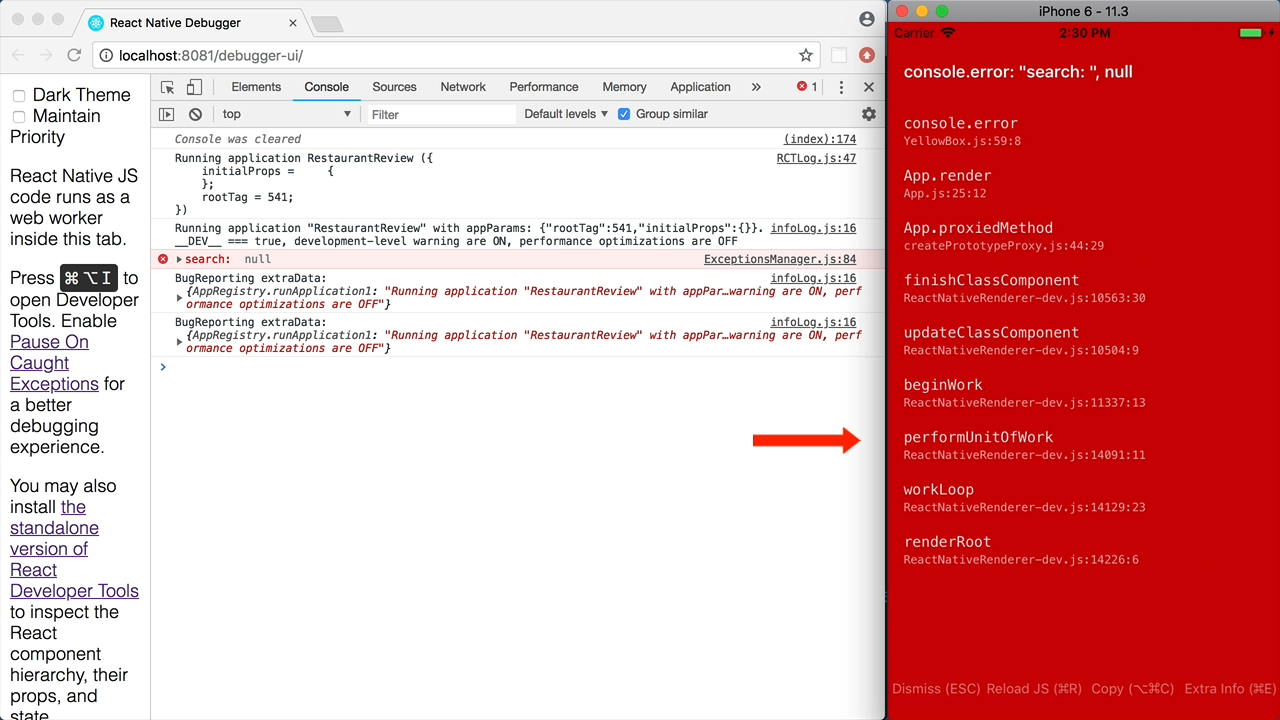 React Native Debugger
localhost:8081/debugger-ui/
Dark Theme
Maintain
Priority
React Native JS
code runs as a
web worker
inside this tab.
Press ⌘⌥I to
open Developer
Tools. Enable
Pause On
Caught
Exceptions for
a better
debugging
experience.
You may also
install the
standalone
version of
React
Developer Tools
to inspect the
React
component
hierarchy, their
props, and
state.
Elements Console Sources Network Performance Memory Application » 1
top Filter Default levels ▼ Group similar
Console was cleared (index):174
Running application RestaurantReview ({ RCTLog.js:47
initialProps = {
};
rootTag = 541;
})
Running application "RestaurantReview" with appParams: {"rootTag":541,"initialProps":{}}. infoLog.js:16
__DEV__ === true, development-level warning are ON, performance optimizations are OFF
search: null ExceptionsManager.js:84
BugReporting extraData: infoLog.js:16
{AppRegistry.runApplication1: "Running application "RestaurantReview" with appPar…warning are ON, perf
ormance optimizations are OFF"}
BugReporting extraData: infoLog.js:16
{AppRegistry.runApplication1: "Running application "RestaurantReview" with appPar…warning are ON, perf
ormance optimizations are OFF"}
iPhone 6 - 11.3
Carrier 2:30 PM
console.error: "search: ", null
console.error
YellowBox.js:59:8
App.render
App.js:25:12
App.proxiedMethod
createPrototypeProxy.js:44:29
finishClassComponent
ReactNativeRenderer-dev.js:10563:30
updateClassComponent
ReactNativeRenderer-dev.js:10504:9
beginWork
ReactNativeRenderer-dev.js:11337:13
performUnitOfWork
ReactNativeRenderer-dev.js:14091:11
workLoop
ReactNativeRenderer-dev.js:14129:23
renderRoot
ReactNativeRenderer-dev.js:14226:6
Dismiss (ESC) Reload JS (⌘R) Copy (⌥⌘C) Extra Info (⌘E)